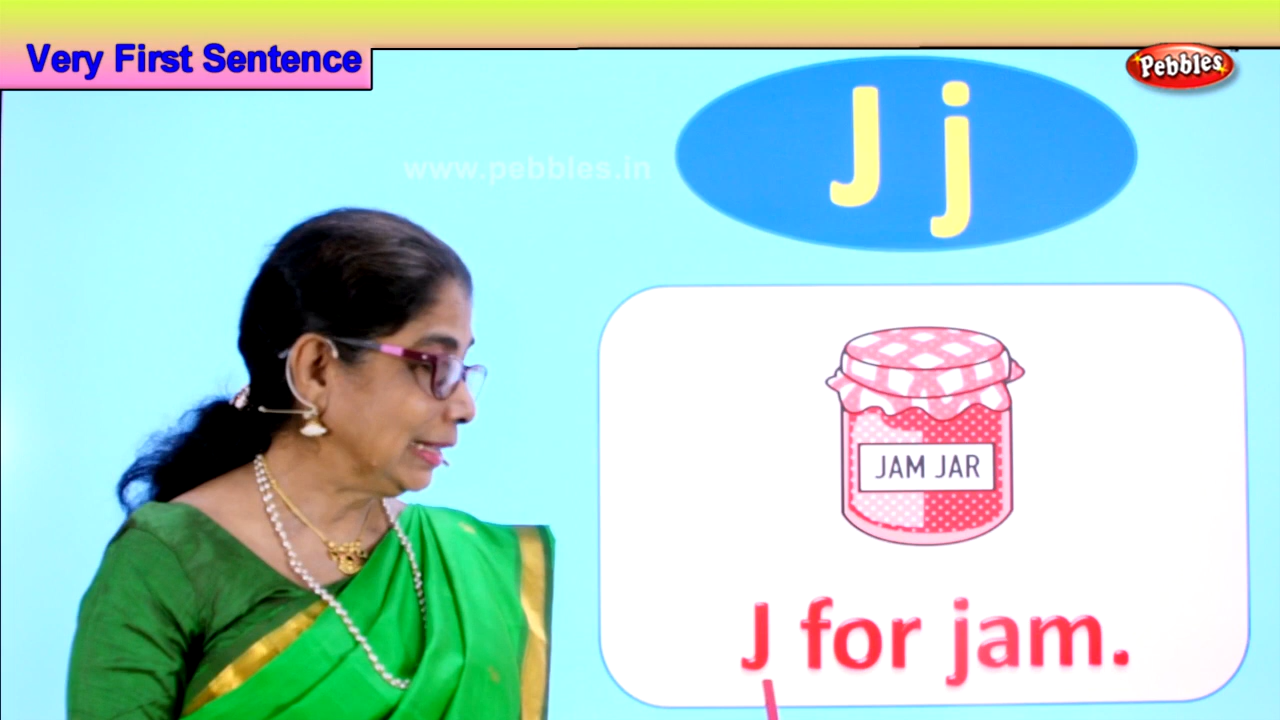 Very First Sentence
Pebbles
J j
www.pebbles.in
JAM JAR
J for jam.